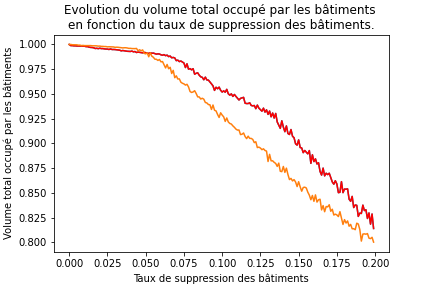 Evolution du volume total occupé par les bâtiments
en fonction du taux de suppression des bâtiments.
Volume total occupé par les bâtiments
1.000
0.975
0.950
0.925
0.900
0.875
0.850
0.825
0.800
0.000 0.025 0.050 0.075 0.100 0.125 0.150 0.175 0.200
Taux de suppression des bâtiments